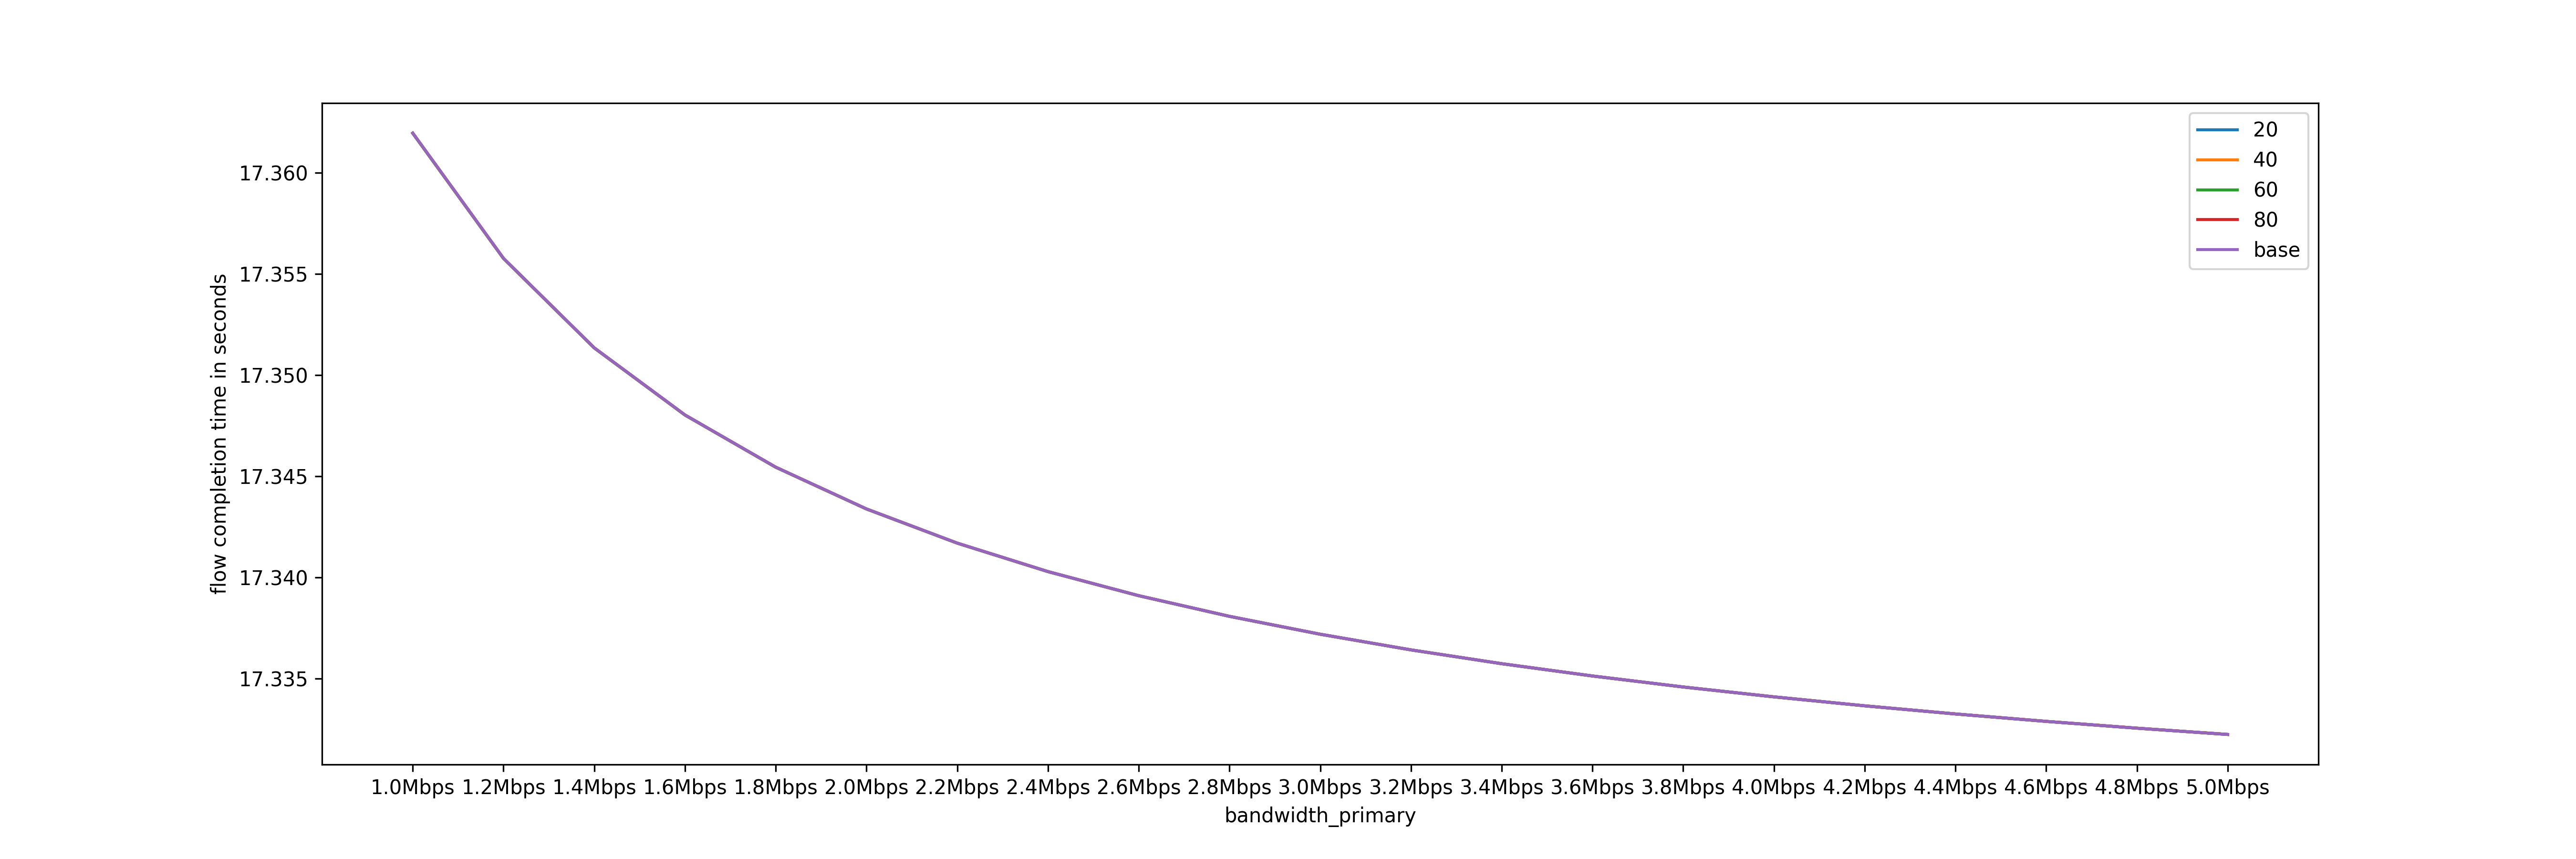 20
40
60
80
base
flow completion time in seconds
17.360
17.355
17.350
17.345
17.340
17.335
1.0Mbps 1.2Mbps 1.4Mbps 1.6Mbps 1.8Mbps 2.0Mbps 2.2Mbps 2.4Mbps 2.6Mbps 2.8Mbps 3.0Mbps 3.2Mbps 3.4Mbps 3.6Mbps 3.8Mbps 4.0Mbps 4.2Mbps 4.4Mbps 4.6Mbps 4.8Mbps 5.0Mbps
bandwidth_primary